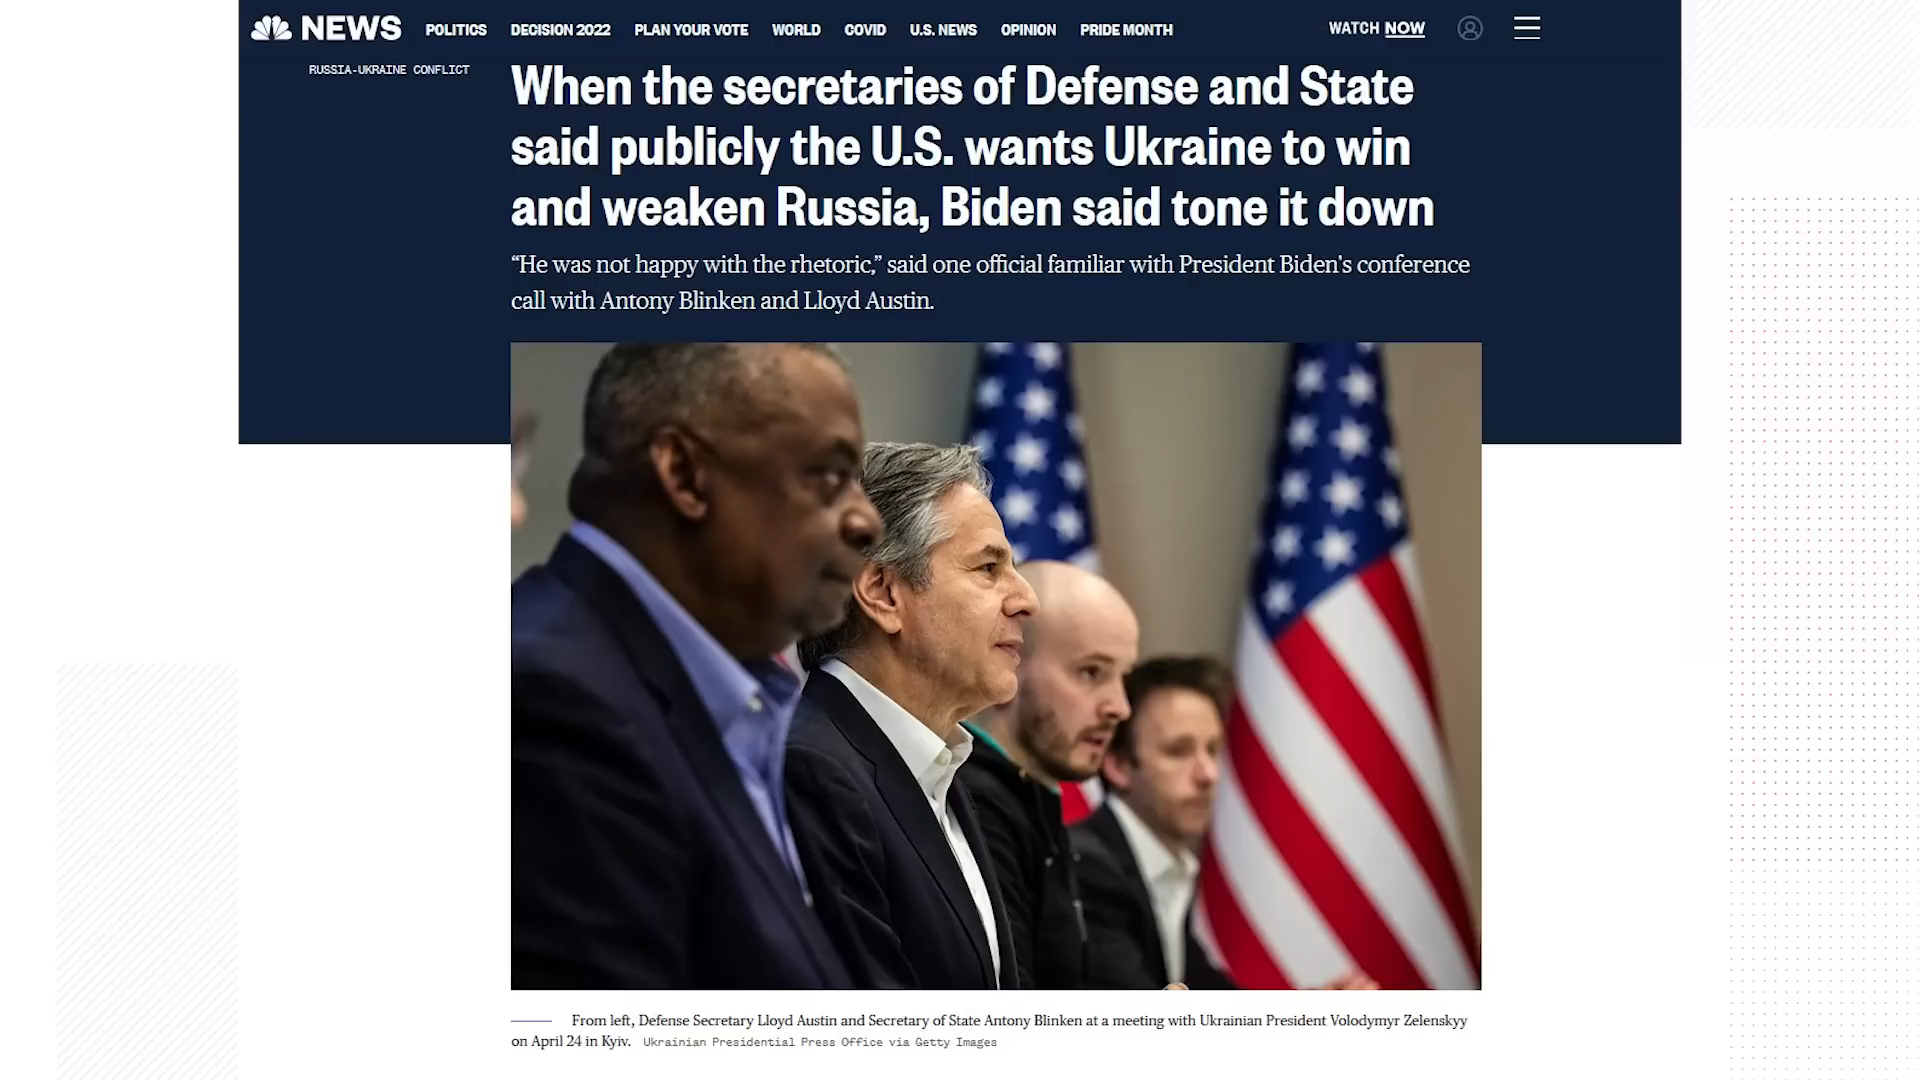 NEWS POLITICS DECISION 2022 PLAN YOUR VOTE WORLD COVID U.S. NEWS OPINION PRIDE MONTH WATCH NOW
RUSSIA-UKRAINE CONFLICT
When the secretaries of Defense and State
said publicly the U.S. wants Ukraine to win
and weaken Russia, Biden said tone it down
“He was not happy with the rhetoric,” said one official familiar with President Biden's conference
call with Antony Blinken and Lloyd Austin.
From left, Defense Secretary Lloyd Austin and Secretary of State Antony Blinken at a meeting with Ukrainian President Volodymyr Zelenskyy
on April 24 in Kyiv. Ukrainian Presidential Press Office via Getty Images